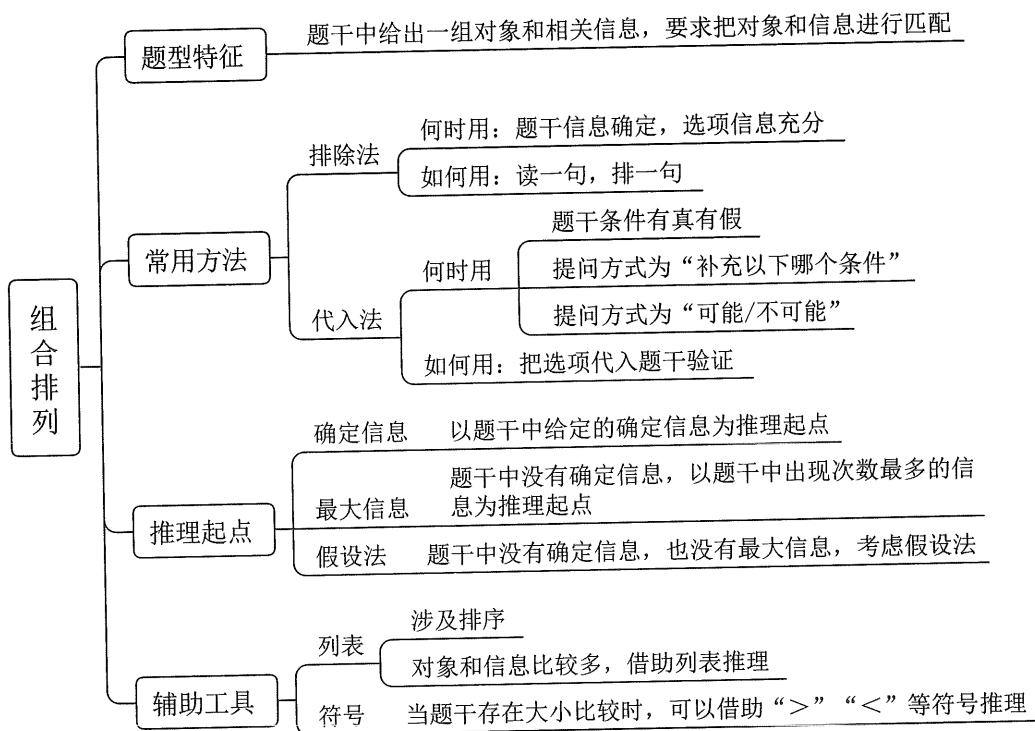 组合排列
题型特征
题干中给出一组对象和相关信息，要求把对象和信息进行匹配
常用方法
排除法
何时用：题干信息确定，选项信息充分
如何用：读一句，排一句
代入法
何时用
题干条件有真有假
提问方式为“补充以下哪个条件”
提问方式为“可能/不可能”
如何用：把选项代入题干验证
推理起点
确定信息 以题干中给定的确定信息为推理起点
最大信息
题干中没有确定信息，以题干中出现次数最多的信
息为推理起点
假设法 题干中没有确定信息，也没有最大信息，考虑假设法
辅助工具
列表
涉及排序
对象和信息比较多，借助列表推理
符号 当题干存在大小比较时，可以借助“＞”“＜”等符号推理